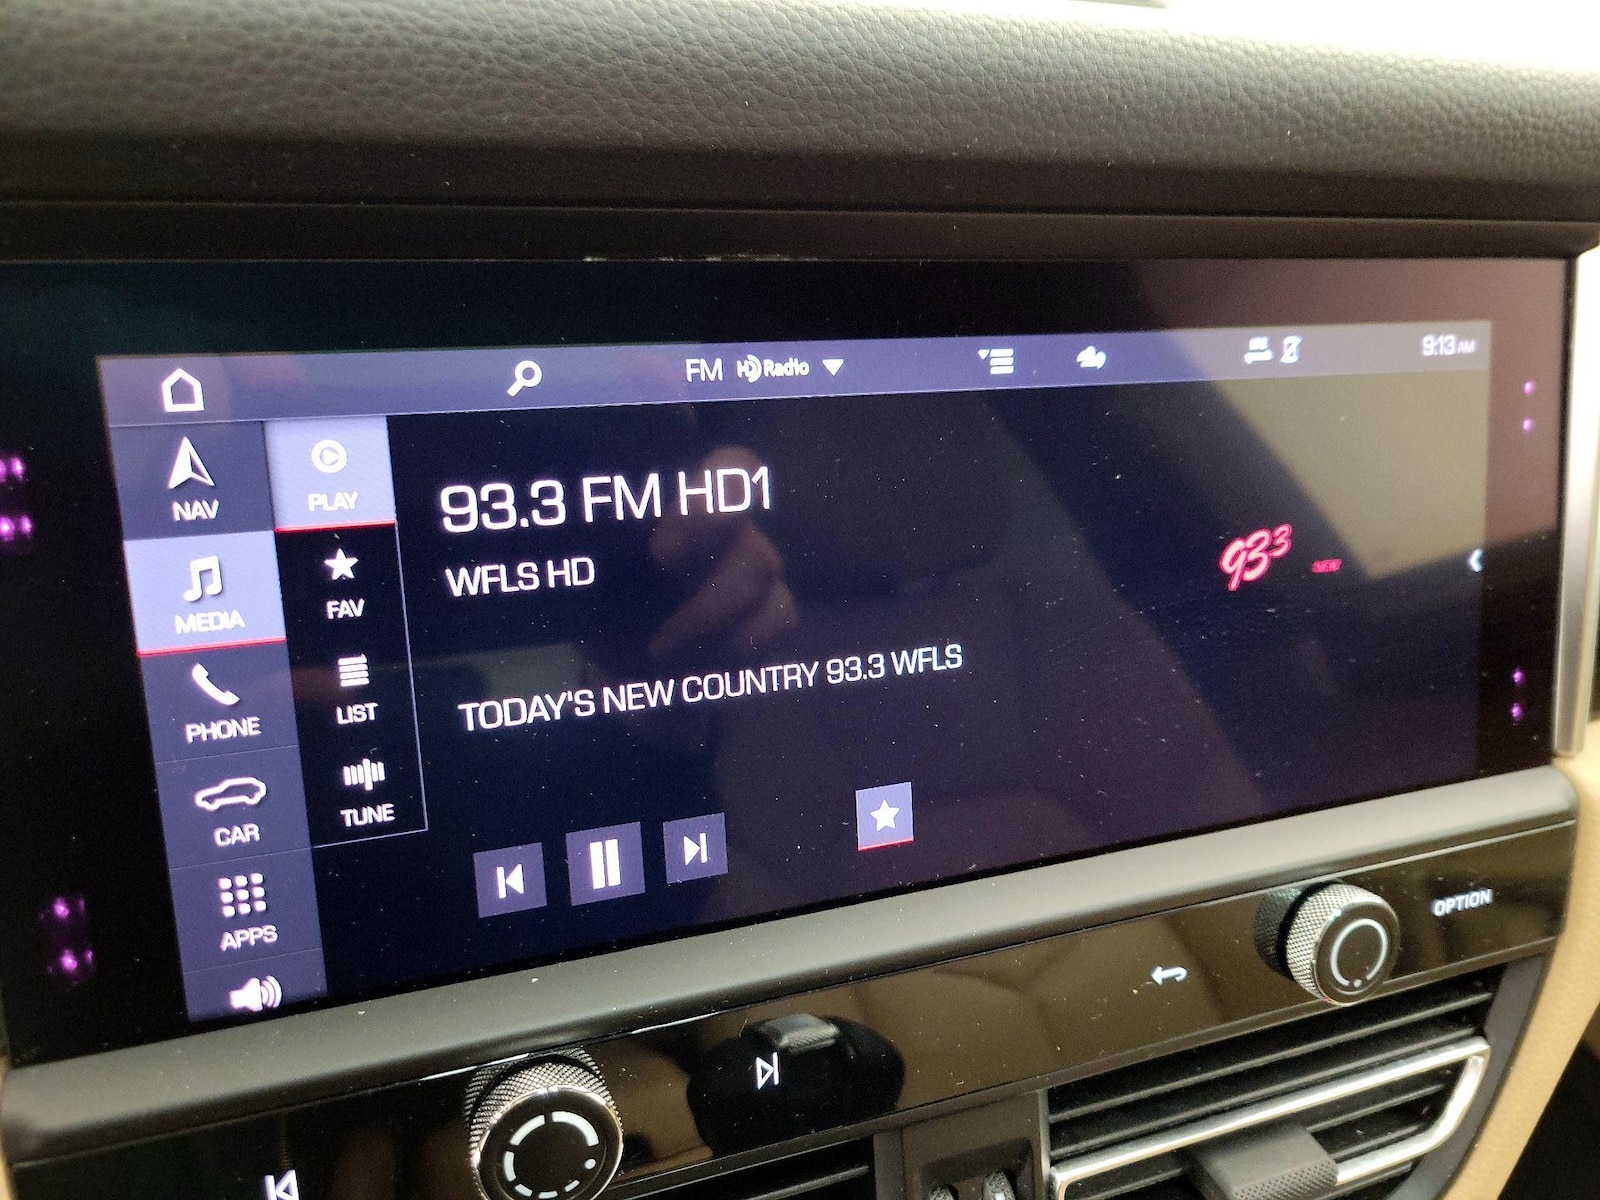 FM HD Radio
9:13 AM
NAV
MEDIA
PHONE
CAR
APPS
PLAY
FAV
LIST
TUNE
93.3 FM HD1
WFLS HD
TODAY'S NEW COUNTRY 93.3 WFLS
933 NEW
OPTION